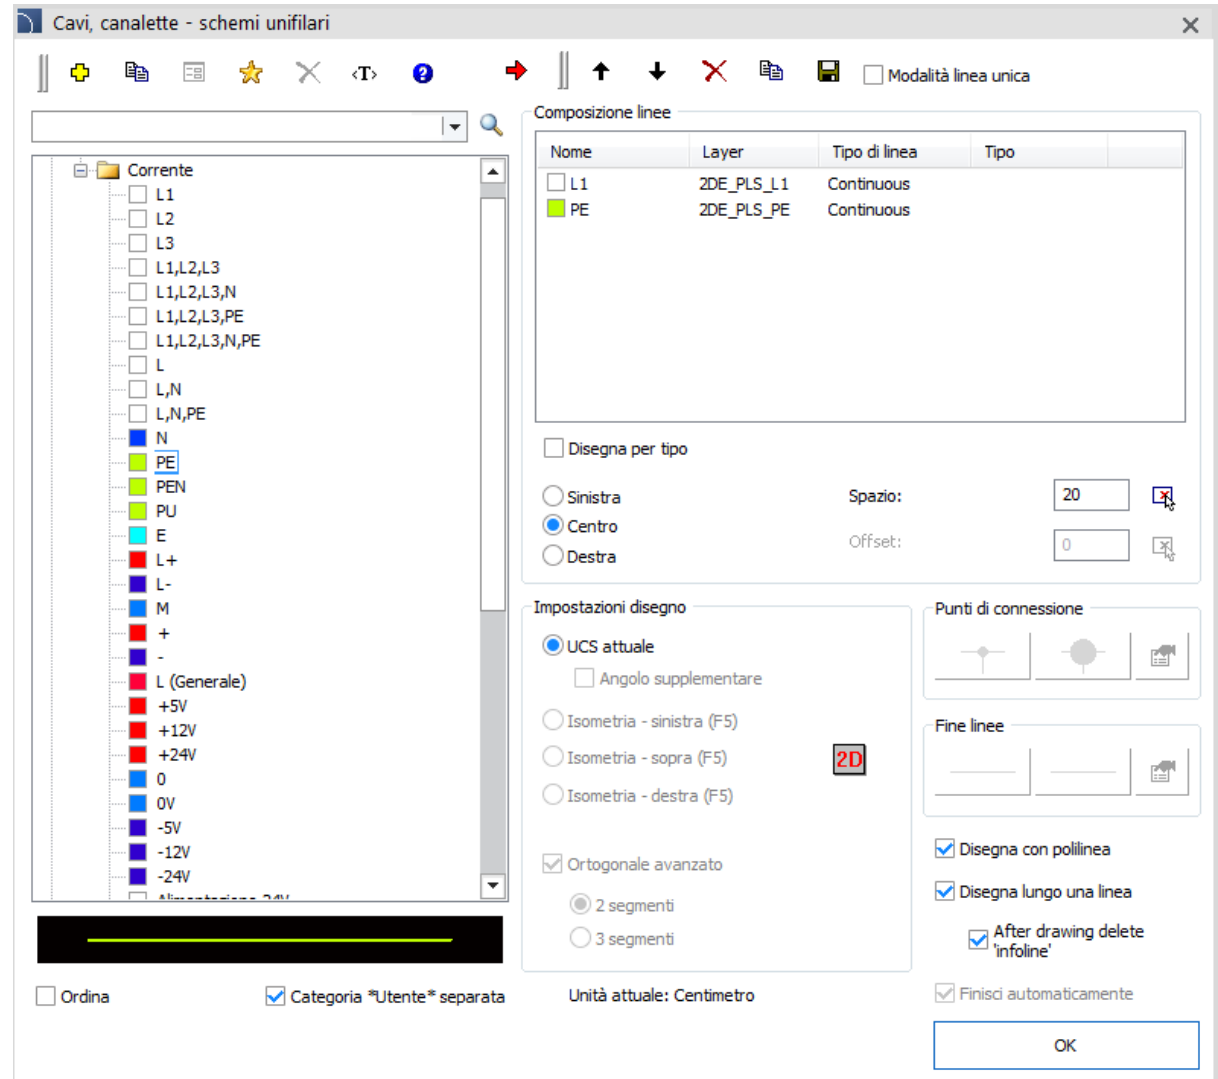 Cavi, canalette - schemi unifilari
<T>
?
Modalità linea unica
Corrente
L1
L2
L3
L1,L2,L3
L1,L2,L3,N
L1,L2,L3,PE
L1,L2,L3,N,PE
L
L,N
L,N,PE
N
PE
PEN
PU
E
L+
L-
M
+
-
L (Generale)
+5V
+12V
+24V
0
0V
-5V
-12V
-24V
Alimentazione 24V
Ordina
Categoria *Utente* separata
Composizione linee
Nome Layer Tipo di linea Tipo
L1 2DE_PLS_L1 Continuous
PE 2DE_PLS_PE Continuous
Disegna per tipo
Sinistra
Centro
Destra
Spazio: 20
Offset: 0
Impostazioni disegno
UCS attuale
Angolo supplementare
Isometria - sinistra (F5)
Isometria - sopra (F5)
Isometria - destra (F5)
2D
Ortogonale avanzato
2 segmenti
3 segmenti
Unità attuale: Centimetro
Punti di connessione
Fine linee
Disegna con polilinea
Disegna lungo una linea
After drawing delete
'infoline'
Finisci automaticamente
OK